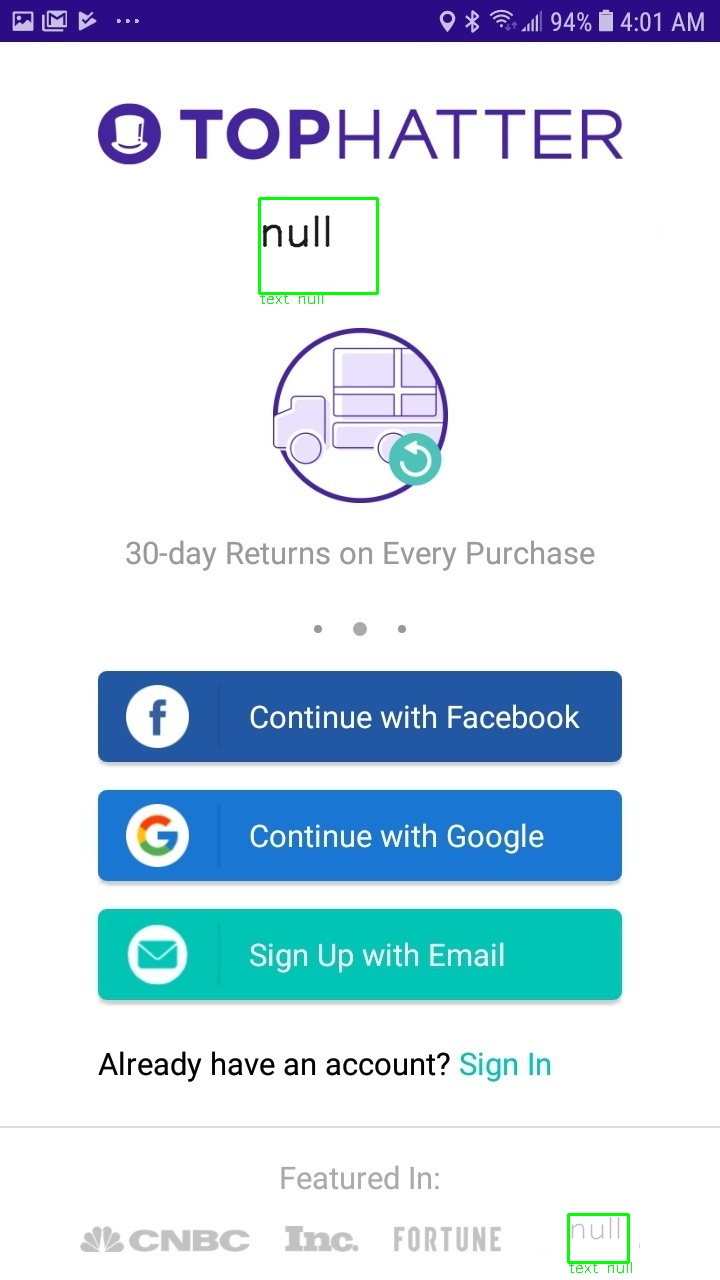 94% 4:01 AM
TOPHATTER
null
text null
30-day Returns on Every Purchase
Continue with Facebook
Continue with Google
Sign Up with Email
Already have an account? Sign In
Featured In:
CNBC Inc. FORTUNE null
text null